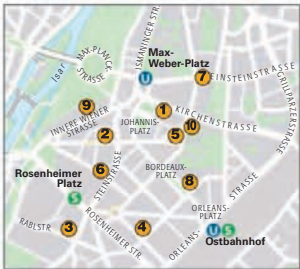 ISMANINGER STR.
MAX-PLANCK-
STRASSE
Isar
Max-
Weber-Platz
U
7
EINSTEINSTRASSE
GRILLPARZERSTRASSE
9
1
KIRCHENSTRASSE
10
INNERE WIENER
STRASSE
JOHANNIS-
PLATZ
2
5
6
STEINSTRASSE
BORDEAUX-
PLATZ
8
Rosenheimer
Platz
S
ORLEANS-
PLATZ
RABLSTR.
3
ROSENHEIMER STR.
4
ORLEANS-
STRASSE
U S
Ostbahnhof